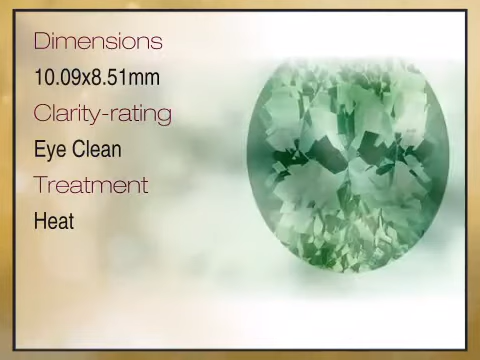 Dimensions
10.09x8.51mm
Clarity-rating
Eye Clean
Treatment
Heat